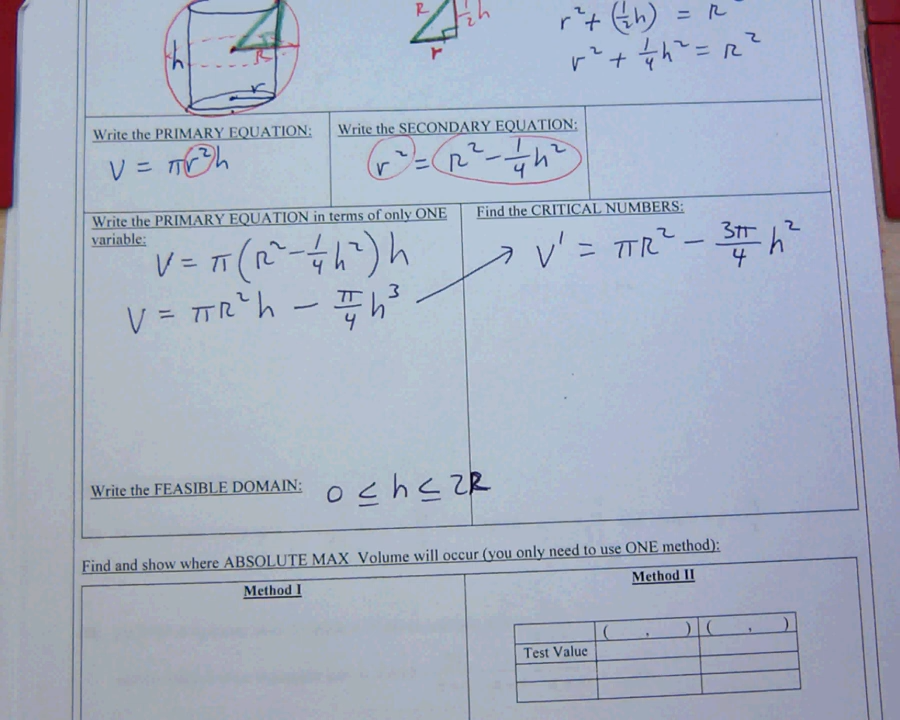 h
R
r
R
½h
r
r² + (½h) = R
r² + ¼h² = R²
Write the PRIMARY EQUATION:
V = πr²h
Write the SECONDARY EQUATION:
r² = R² - ¼h²
Write the PRIMARY EQUATION in terms of only ONE
variable:
V = π(R² - ¼h²)h
V = πR²h - π/4 h³
Find the CRITICAL NUMBERS:
V' = πR² - 3π/4 h²
Write the FEASIBLE DOMAIN: 0 ≤ h ≤ 2R
Find and show where ABSOLUTE MAX Volume will occur (you only need to use ONE method):
Method I
Method II
( , ) ( , )
Test Value